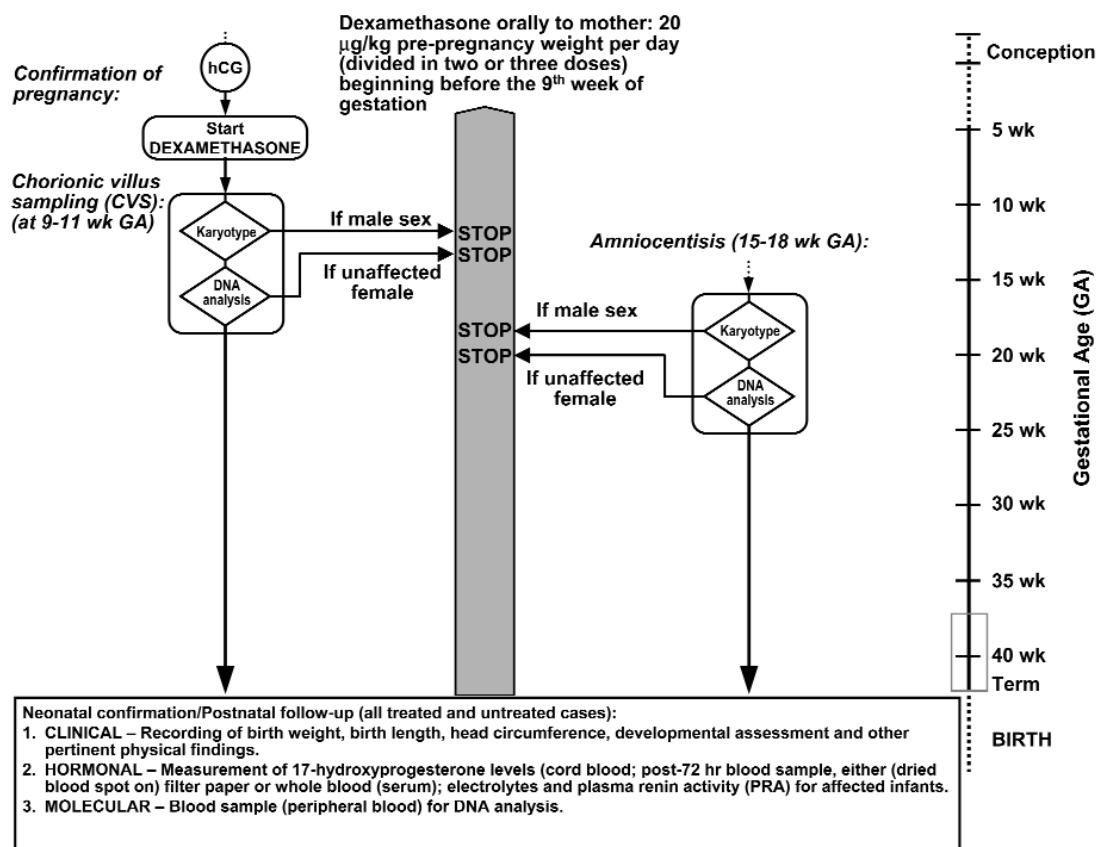 Dexamethasone orally to mother: 20
μg/kg pre-pregnancy weight per day
(divided in two or three doses)
beginning before the 9th week of
gestation
hCG
Confirmation of
pregnancy:
Start
DEXAMETHASONE
Chorionic villus
sampling (CVS):
(at 9-11 wk GA)
Karyotype
DNA
analysis
If male sex
If unaffected
female
STOP
STOP
STOP
STOP
Amniocentisis (15-18 wk GA):
If male sex
If unaffected
female
Karyotype
DNA
analysis
Conception
5 wk
10 wk
15 wk
20 wk
25 wk
30 wk
35 wk
40 wk
Term
BIRTH
Gestational Age (GA)
Neonatal confirmation/Postnatal follow-up (all treated and untreated cases):
1. CLINICAL – Recording of birth weight, birth length, head circumference, developmental assessment and other
pertinent physical findings.
2. HORMONAL – Measurement of 17-hydroxyprogesterone levels (cord blood; post-72 hr blood sample, either (dried
blood spot on) filter paper or whole blood (serum); electrolytes and plasma renin activity (PRA) for affected infants.
3. MOLECULAR – Blood sample (peripheral blood) for DNA analysis.